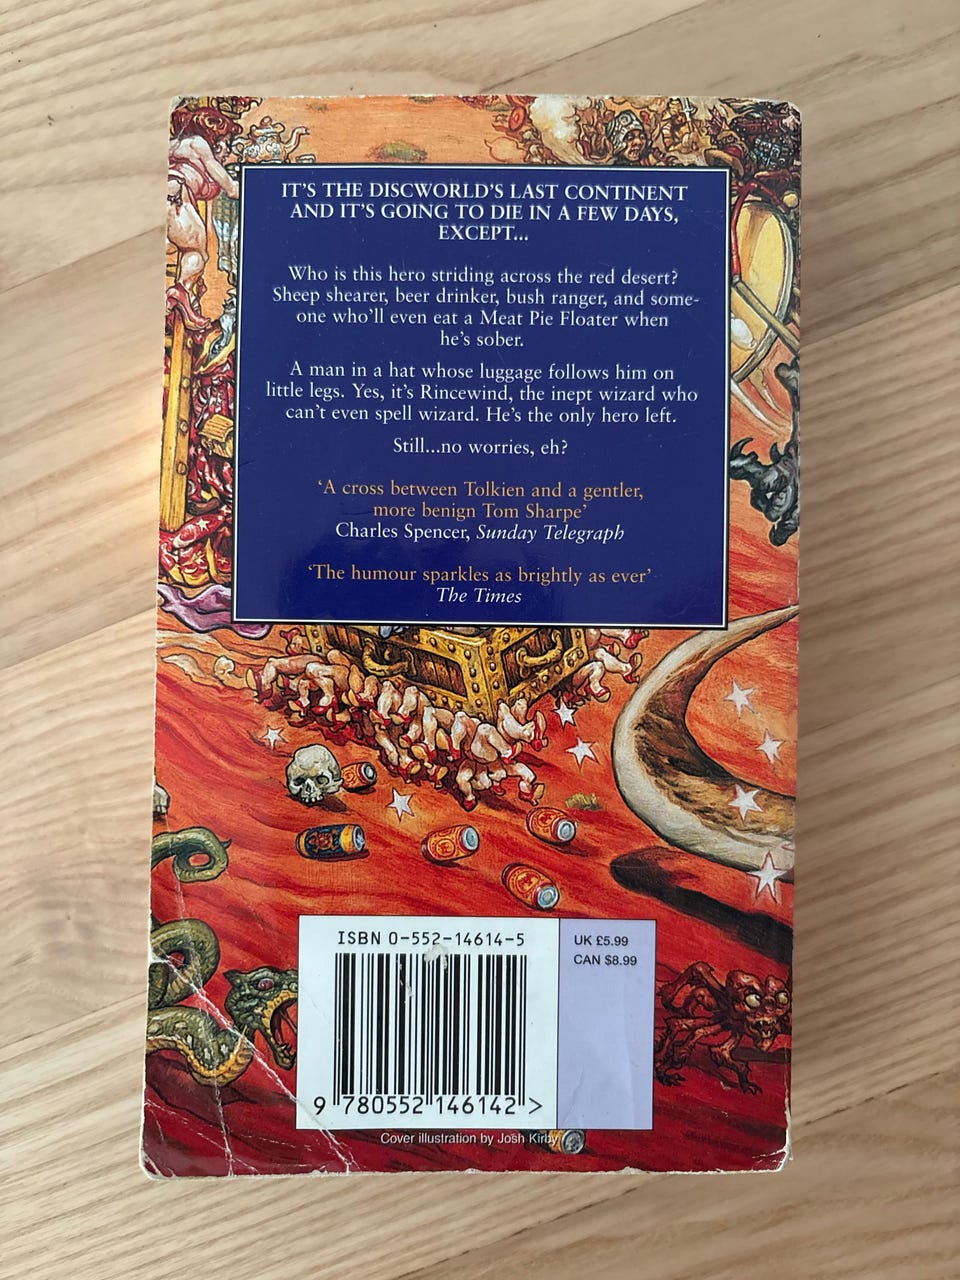 IT'S THE DISCWORLD'S LAST CONTINENT
AND IT'S GOING TO DIE IN A FEW DAYS,
EXCEPT...
Who is this hero striding across the red desert?
Sheep shearer, beer drinker, bush ranger, and some-
one who'll even eat a Meat Pie Floater when
he's sober.
A man in a hat whose luggage follows him on
little legs. Yes, it's Rincewind, the inept wizard who
can't even spell wizard. He's the only hero left.
Still...no worries, eh?
'A cross between Tolkien and a gentler,
more benign Tom Sharpe'
Charles Spencer, Sunday Telegraph
'The humour sparkles as brightly as ever'
The Times
ISBN 0-552-14614-5
UK £5.99
CAN $8.99
9 780552 146142 >
Cover illustration by Josh Kirby